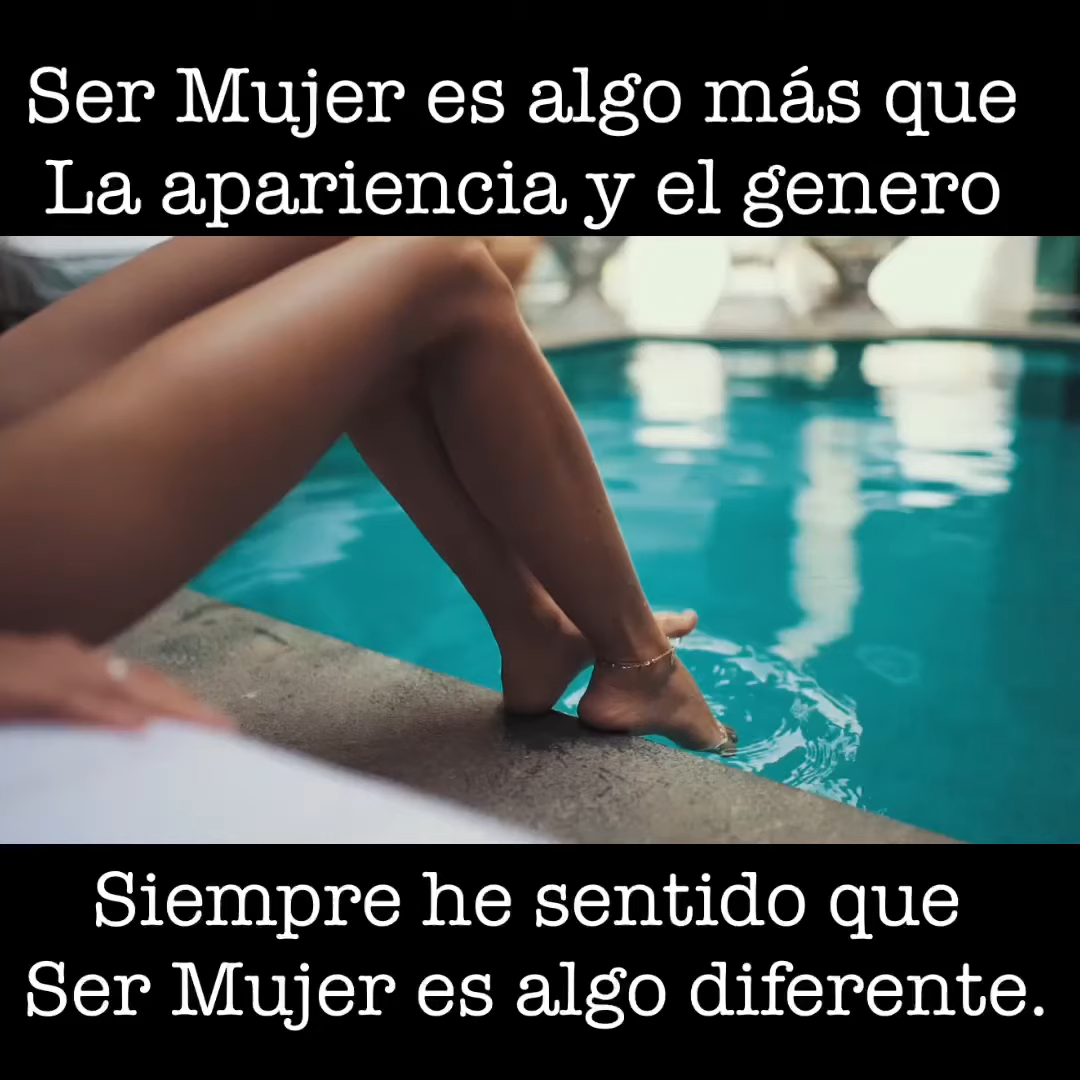 Ser Mujer es algo más que
La apariencia y el genero
Siempre he sentido que
Ser Mujer es algo diferente.